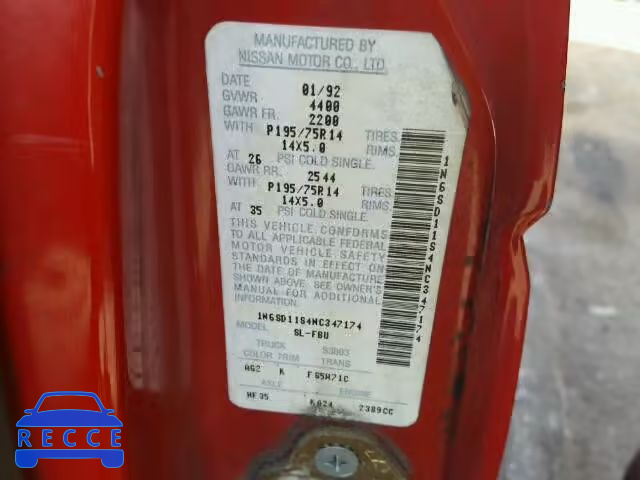 MANUFACTURED BY
NISSAN MOTOR CO., LTD.
DATE 01/92
GVWR 4400
GAWR FR. 2200
WITH P195/75R14 TIRES
14X5.0 RIMS
AT 26 PSI COLD SINGLE.
GAWR RR. 2544
WITH P195/75R14 TIRES
14X5.0 RIMS.
AT 35 PSI COLD SINGLE.
THIS VEHICLE CONFORMS
TO ALL APPLICABLE FEDERAL
MOTOR VEHICLE SAFETY
STANDARDS IN EFFECT ON
THE DATE OF MANUFACTURE
SHOWN ABOVE. SEE OWNER'S
MANUAL FOR ADDITIONAL
INFORMATION.
1N6SD11S4NC347174
TRUCK
COLOR TRIM TRANS
AG2 K FS5W71C
AXLE ENGINE
HF35 KA24 2389CC
1N6SD11S4NC347174
RECCE